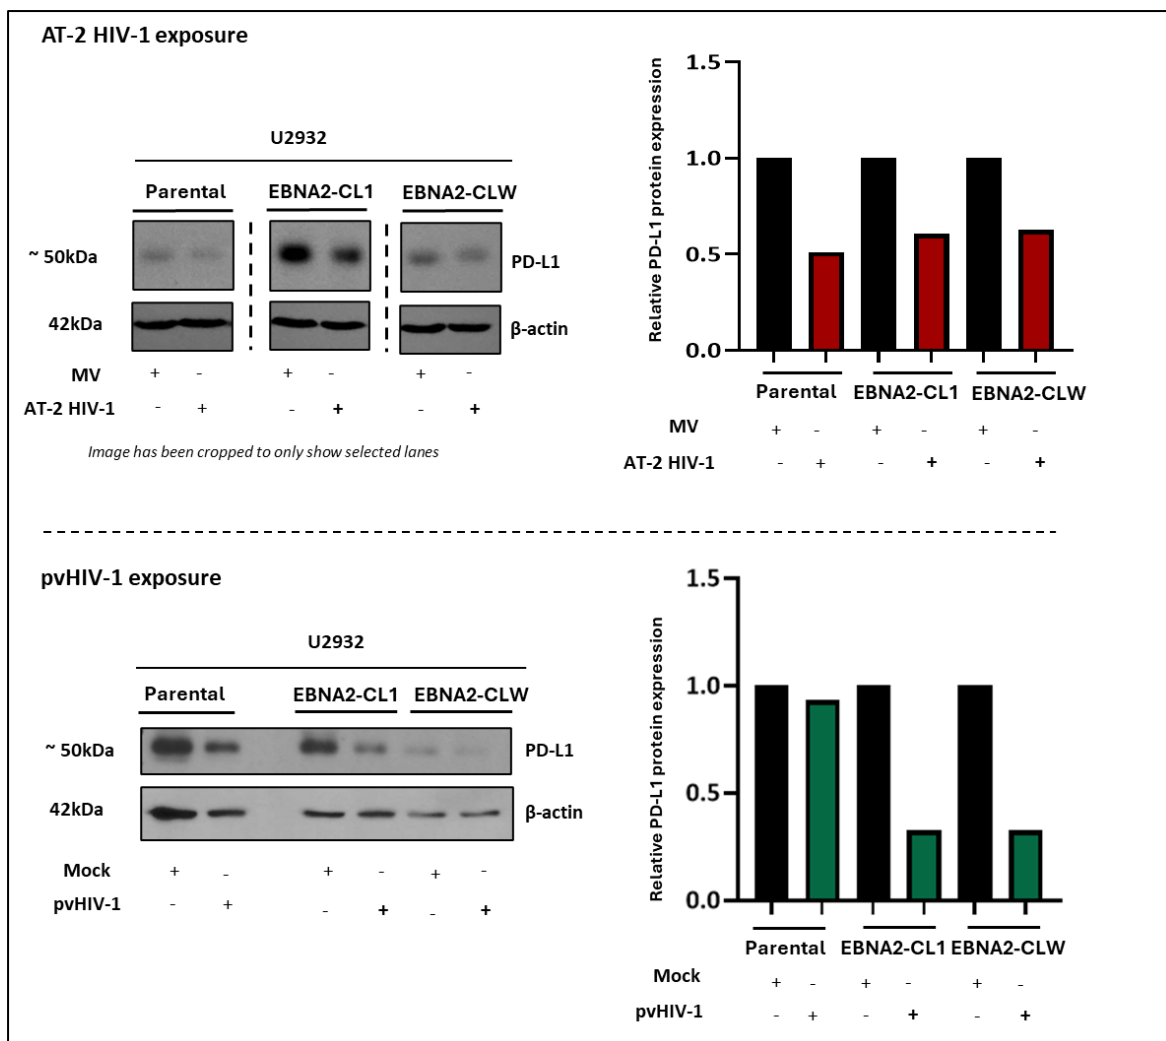 AT-2 HIV-1 exposure
U2932
Parental EBNA2-CL1 EBNA2-CLW
~ 50kDa PD-L1
42kDa β-actin
MV + - + - + -
AT-2 HIV-1 - + - + - +
Image has been cropped to only show selected lanes
Relative PD-L1 protein expression
1.5
1.0
0.5
0.0
Parental EBNA2-CL1 EBNA2-CLW
MV + - + - + -
AT-2 HIV-1 - + - + - +
pvHIV-1 exposure
U2932
Parental EBNA2-CL1 EBNA2-CLW
~ 50kDa PD-L1
42kDa β-actin
Mock + - + - + -
pvHIV-1 - + - + - +
Relative PD-L1 protein expression
1.5
1.0
0.5
0.0
Parental EBNA2-CL1 EBNA2-CLW
Mock + - + - + -
pvHIV-1 - + - + - +